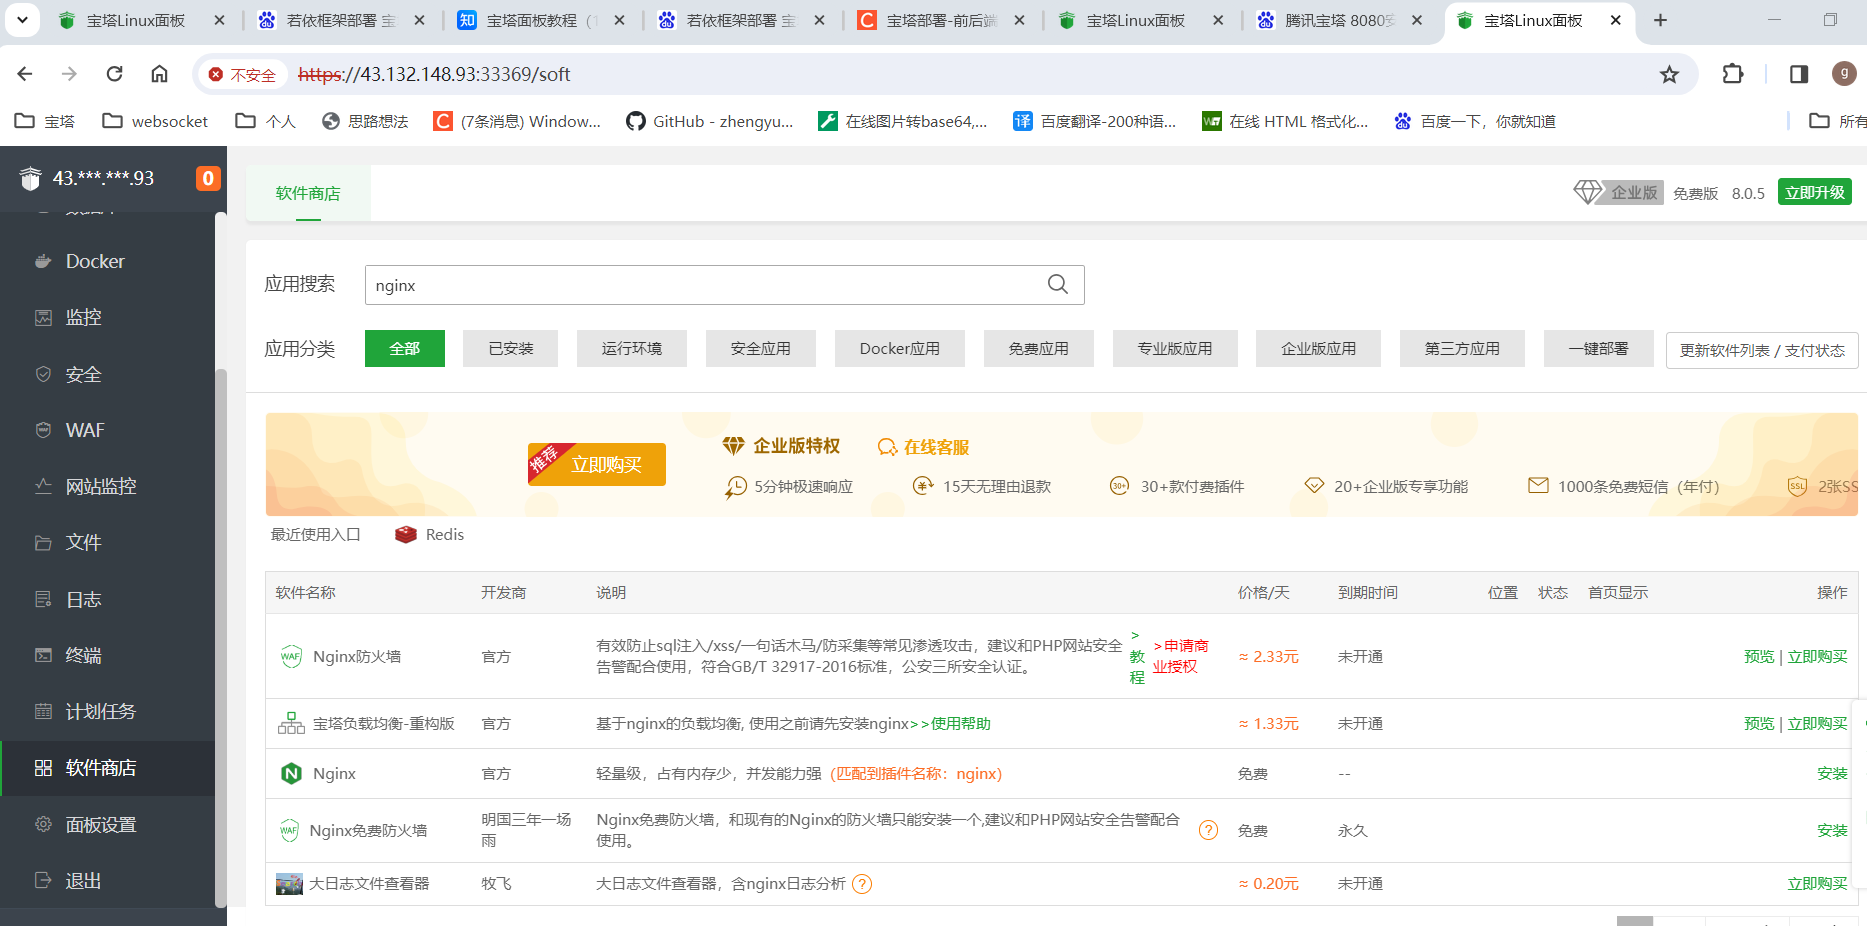 宝塔Linux面板
若依框架部署 宝
宝塔面板教程（1
若依框架部署 宝
宝塔部署-前后端
宝塔Linux面板
腾讯宝塔 8080安
宝塔Linux面板
不安全 https://43.132.148.93:33369/soft
g
宝塔 websocket 个人 思路想法 (7条消息) Window... GitHub - zhengyu... 在线图片转base64,... 百度翻译-200种语... 在线 HTML 格式化... 百度一下，你就知道 所有
43.***.***.93 0
Docker
监控
安全
WAF
网站监控
文件
日志
终端
计划任务
软件商店
面板设置
退出
软件商店
企业版 免费版 8.0.5 立即升级
应用搜索 nginx
应用分类 全部 已安装 运行环境 安全应用 Docker应用 免费应用 专业版应用 企业版应用 第三方应用 一键部署 更新软件列表 / 支付状态
推荐 立即购买
企业版特权 在线客服
5分钟极速响应 15天无理由退款 30+ 30+款付费插件 20+企业版专享功能 1000条免费短信（年付） SSL 2张SS
最近使用入口 Redis
软件名称 开发商 说明 价格/天 到期时间 位置 状态 首页显示 操作
WAF Nginx防火墙 官方 有效防止sql注入/xss/一句话木马/防采集等常见渗透攻击，建议和PHP网站安全
告警配合使用，符合GB/T 32917-2016标准，公安三所安全认证。
>
教
程
>申请商
业授权
≈ 2.33元 未开通 预览 | 立即购买
宝塔负载均衡-重构版 官方 基于nginx的负载均衡, 使用之前请先安装nginx>>使用帮助 ≈ 1.33元 未开通 预览 | 立即购买
N Nginx 官方 轻量级，占有内存少，并发能力强（匹配到插件名称：nginx） 免费 -- 安装
WAF Nginx免费防火墙 明国三年一场
雨
Nginx免费防火墙，和现有的Nginx的防火墙只能安装一个,建议和PHP网站安全告警配合
使用。
? 免费 永久 安装
大日志文件查看器 牧飞 大日志文件查看器，含nginx日志分析 ? ≈ 0.20元 未开通 立即购买